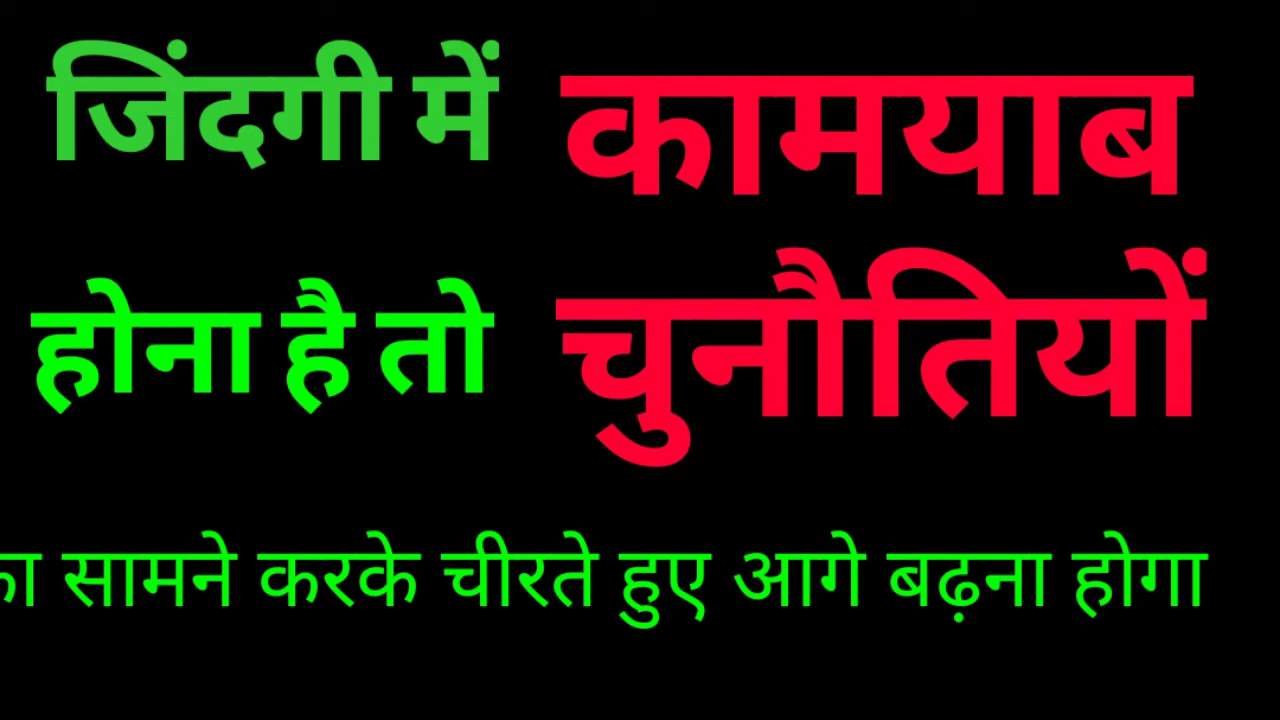 जिंदगी में कामयाब
होना है तो चुनौतियों
का सामने करके चीरते हुए आगे बढ़ना होगा